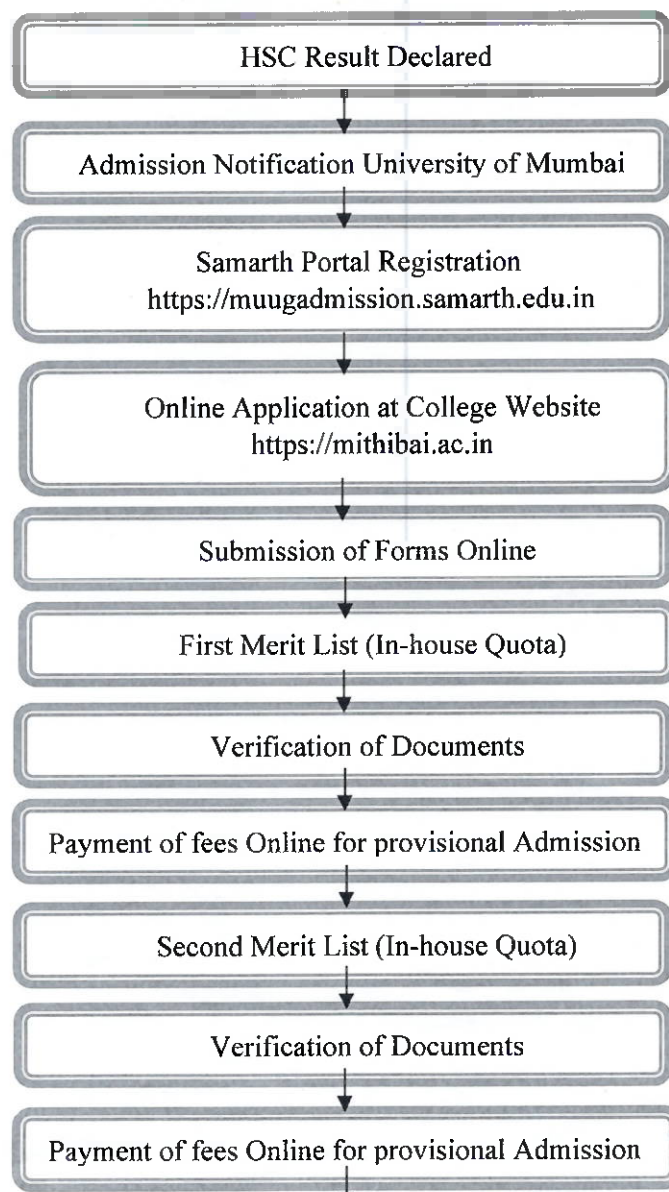 HSC Result Declared
Admission Notification University of Mumbai
Samarth Portal Registration
https://muugadmission.samarth.edu.in
Online Application at College Website
https://mithibai.ac.in
Submission of Forms Online
First Merit List (In-house Quota)
Verification of Documents
Payment of fees Online for provisional Admission
Second Merit List (In-house Quota)
Verification of Documents
Payment of fees Online for provisional Admission